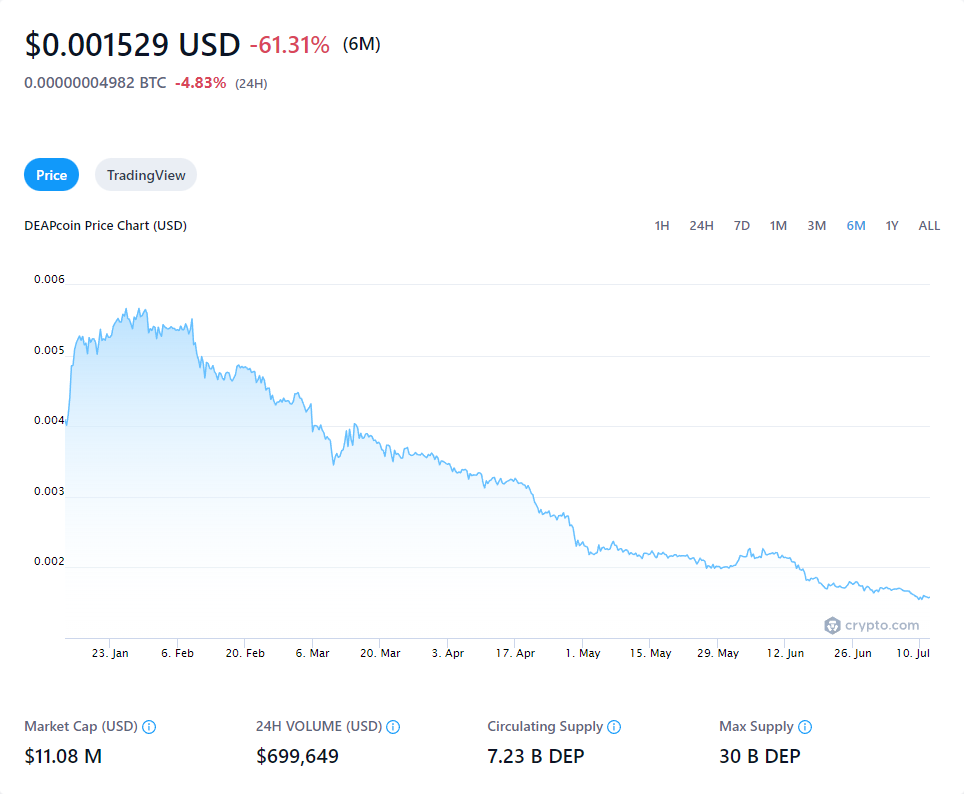 $0.001529 USD -61.31% (6M)
0.00000004982 BTC -4.83% (24H)
Price TradingView
DEAPcoin Price Chart (USD) 1H 24H 7D 1M 3M 6M 1Y ALL
0.006
0.005
0.004
0.003
0.002
crypto.com
23. Jan 6. Feb 20. Feb 6. Mar 20. Mar 3. Apr 17. Apr 1. May 15. May 29. May 12. Jun 26. Jun 10. Jul
Market Cap (USD) 24H VOLUME (USD) Circulating Supply Max Supply
$11.08 M $699,649 7.23 B DEP 30 B DEP